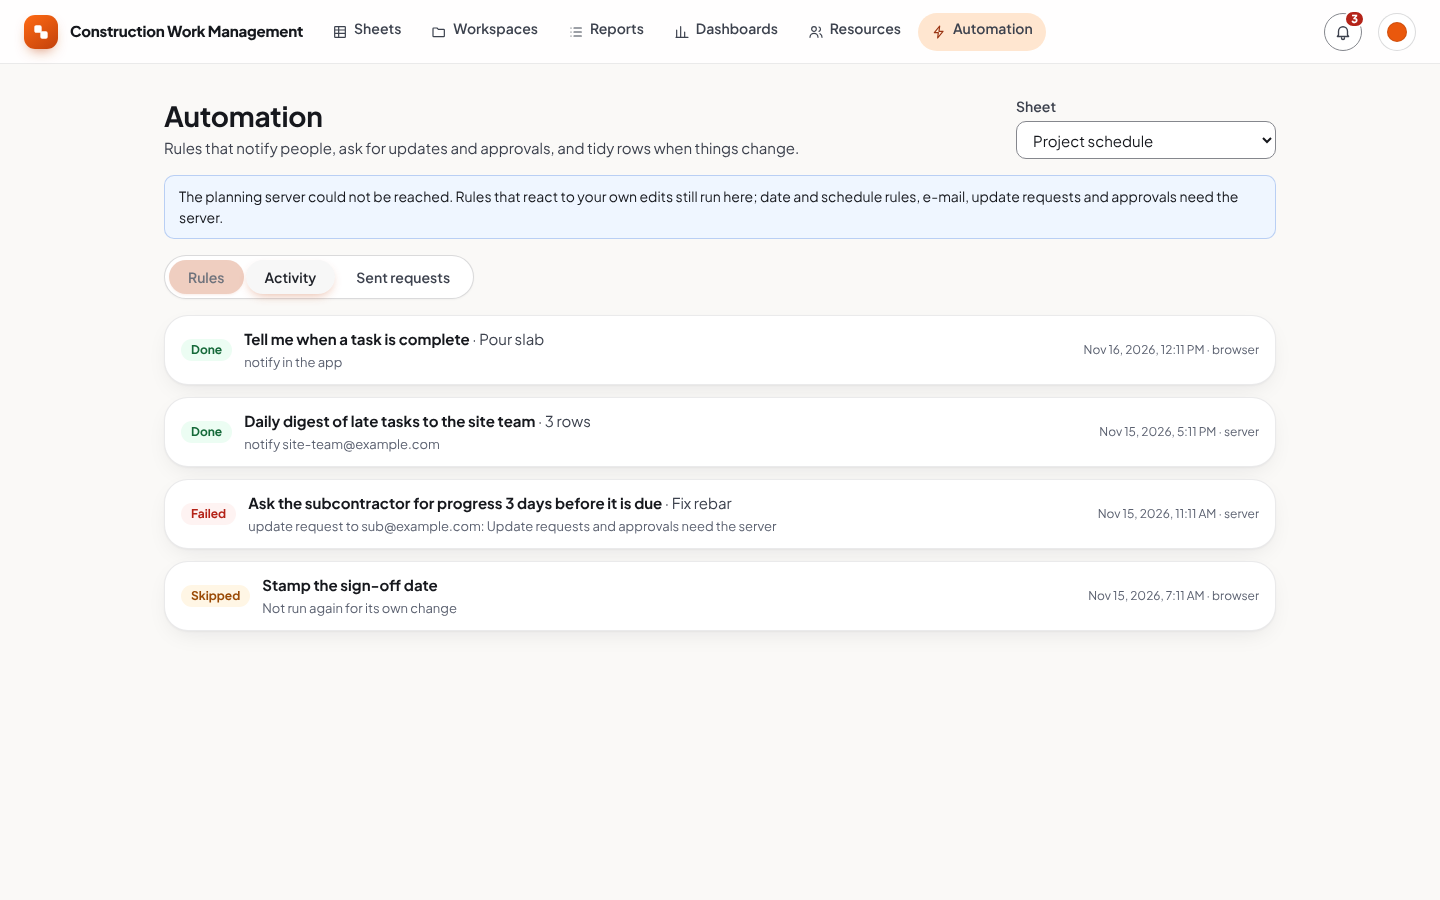 Construction Work Management
Sheets
Workspaces
Reports
Dashboards
Resources
Automation
3
Automation
Rules that notify people, ask for updates and approvals, and tidy rows when things change.
Sheet
Project schedule
The planning server could not be reached. Rules that react to your own edits still run here; date and schedule rules, e-mail, update requests and approvals need the
server.
Rules
Activity
Sent requests
Done
Tell me when a task is complete · Pour slab
notify in the app
Nov 16, 2026, 12:11 PM · browser
Done
Daily digest of late tasks to the site team · 3 rows
notify site-team@example.com
Nov 15, 2026, 5:11 PM · server
Failed
Ask the subcontractor for progress 3 days before it is due · Fix rebar
update request to sub@example.com: Update requests and approvals need the server
Nov 15, 2026, 11:11 AM · server
Skipped
Stamp the sign-off date
Not run again for its own change
Nov 15, 2026, 7:11 AM · browser